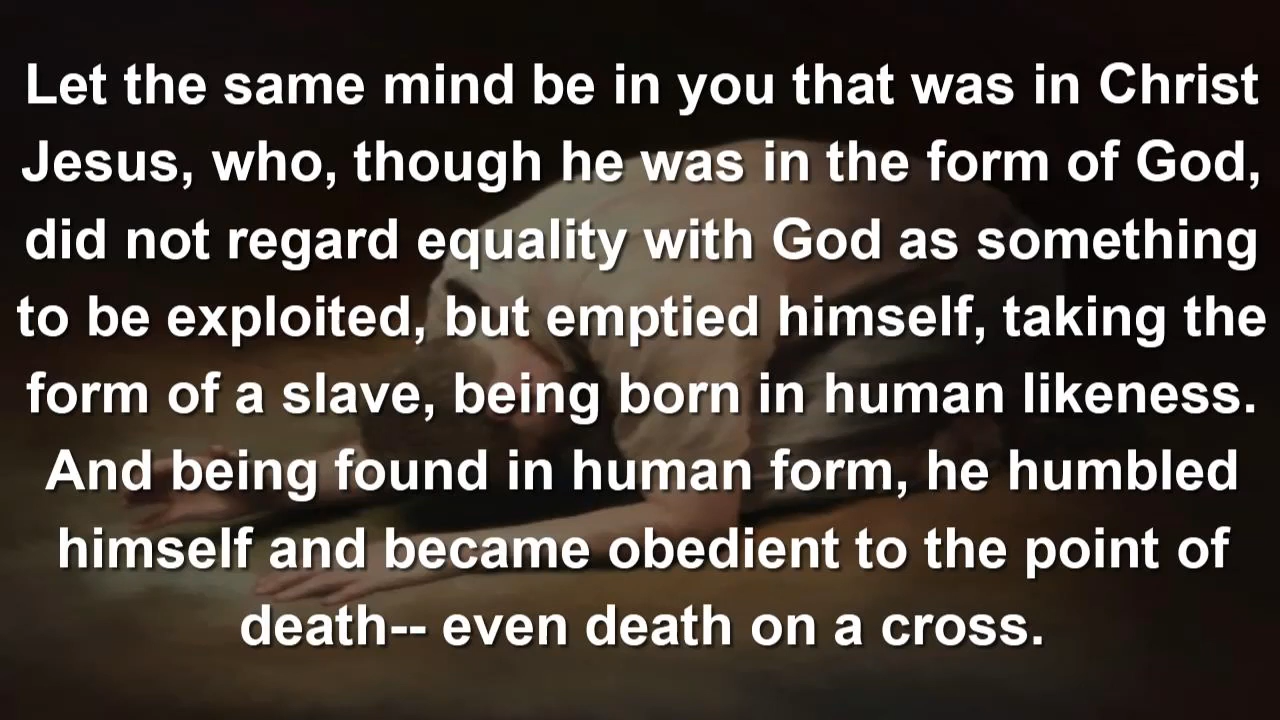 Let the same mind be in you that was in Christ
Jesus, who, though he was in the form of God,
did not regard equality with God as something
to be exploited, but emptied himself, taking the
form of a slave, being born in human likeness.
And being found in human form, he humbled
himself and became obedient to the point of
death-- even death on a cross.